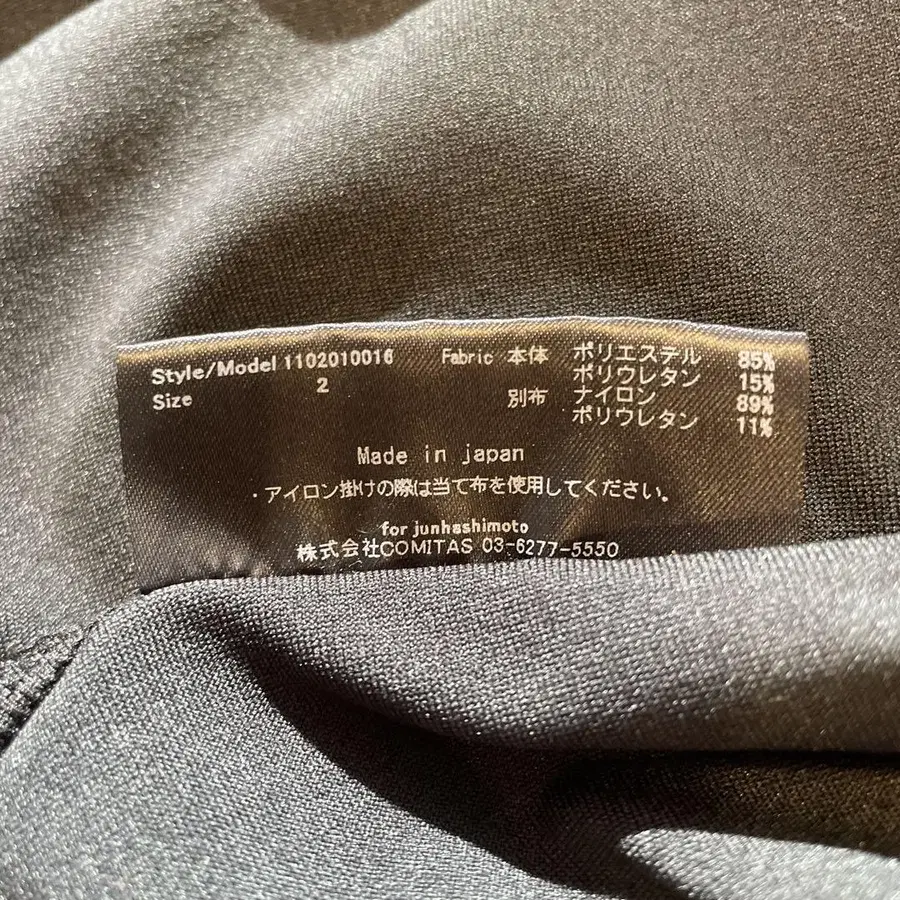 Style/Model 1102010016 Fabric 本体 ポリエステル 85%
ポリウレタン 15%
Size 2 別布 ナイロン 89%
ポリウレタン 11%
Made in japan
・アイロン掛けの際は当て布を使用してください。
for junhashimoto
株式会社COMITAS 03-6277-5550